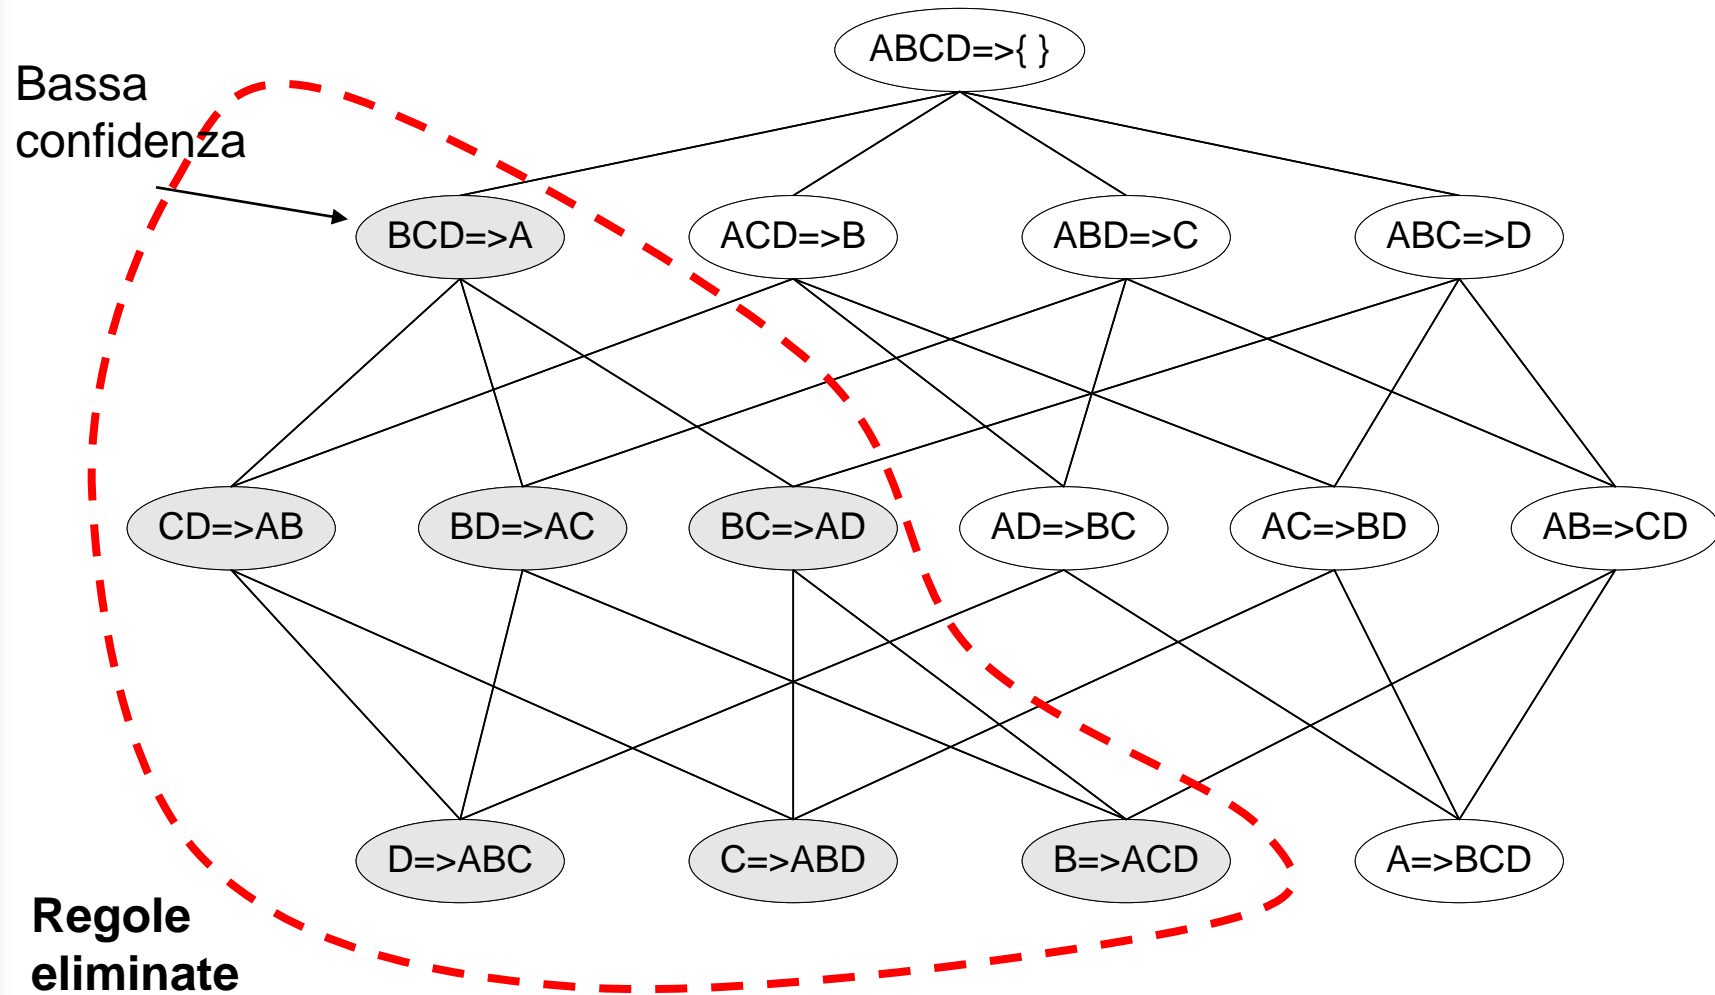 ABCD=>{ }
Bassa
confidenza
BCD=>A
ACD=>B
ABD=>C
ABC=>D
CD=>AB
BD=>AC
BC=>AD
AD=>BC
AC=>BD
AB=>CD
D=>ABC
C=>ABD
B=>ACD
A=>BCD
Regole
eliminate